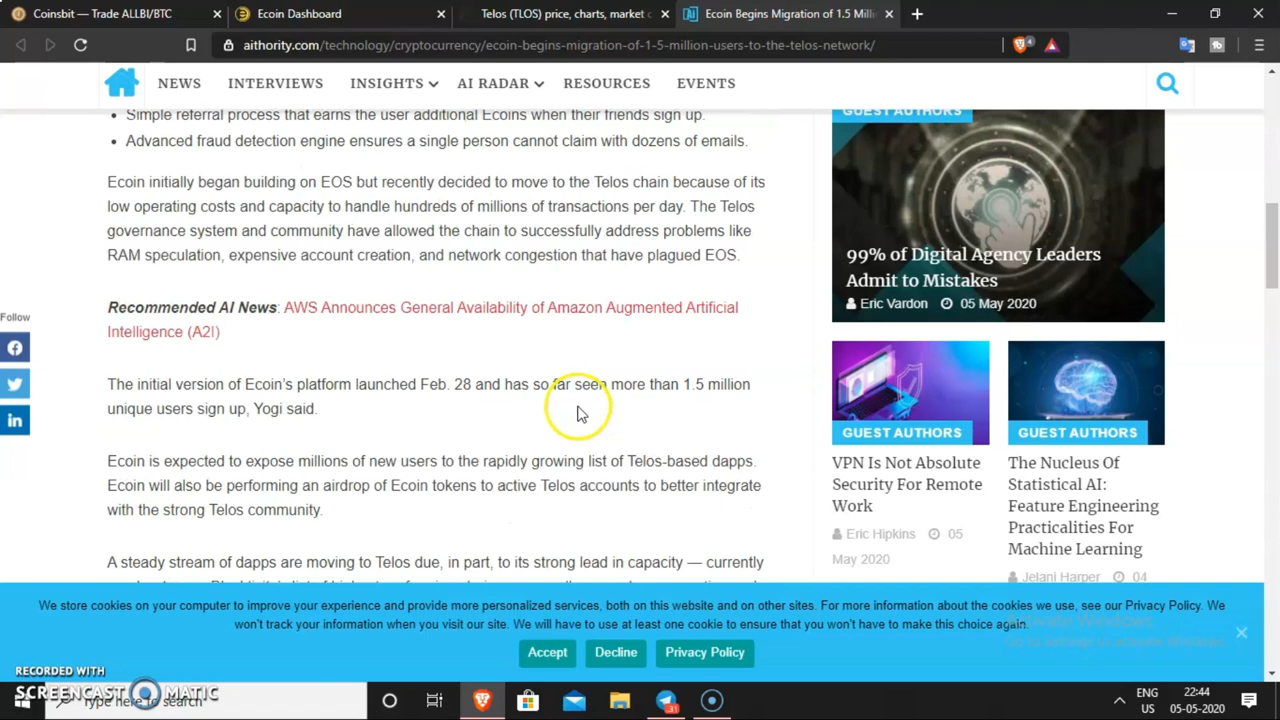 Coinsbit — Trade ALLBI/BTC
Ecoin Dashboard
Telos (TLOS) price, charts, market c
Ecoin Begins Migration of 1.5 Milli
aithority.com/technology/cryptocurrency/ecoin-begins-migration-of-1-5-million-users-to-the-telos-network/
4
NEWS INTERVIEWS INSIGHTS AI RADAR RESOURCES EVENTS
Simple referral process that earns the user additional Ecoins when their friends sign up.
Advanced fraud detection engine ensures a single person cannot claim with dozens of emails.
Ecoin initially began building on EOS but recently decided to move to the Telos chain because of its
low operating costs and capacity to handle hundreds of millions of transactions per day. The Telos
governance system and community have allowed the chain to successfully address problems like
RAM speculation, expensive account creation, and network congestion that have plagued EOS.
Recommended AI News: AWS Announces General Availability of Amazon Augmented Artificial
Intelligence (A2I)
The initial version of Ecoin's platform launched Feb. 28 and has so far seen more than 1.5 million
unique users sign up, Yogi said.
Ecoin is expected to expose millions of new users to the rapidly growing list of Telos-based dapps.
Ecoin will also be performing an airdrop of Ecoin tokens to active Telos accounts to better integrate
with the strong Telos community.
A steady stream of dapps are moving to Telos due, in part, to its strong lead in capacity — currently
Follow
GUEST AUTHORS
99% of Digital Agency Leaders
Admit to Mistakes
Eric Vardon 05 May 2020
GUEST AUTHORS
VPN Is Not Absolute
Security For Remote
Work
Eric Hipkins 05
May 2020
GUEST AUTHORS
The Nucleus Of
Statistical AI:
Feature Engineering
Practicalities For
Machine Learning
Jelani Harper 04
We store cookies on your computer to improve your experience and provide more personalized services, both on this website and on other sites. For more information about the cookies we use, see our Privacy Policy. We
won't track your information when you visit our site. We will have to use at least one cookie to ensure that you won't have to make this choice again.
Accept Decline Privacy Policy
Activate Windows
Go to Settings to activate Windows.
RECORDED WITH
SCREENCAST MATIC
Type here to search
31
ENG
US
22:44
05-05-2020